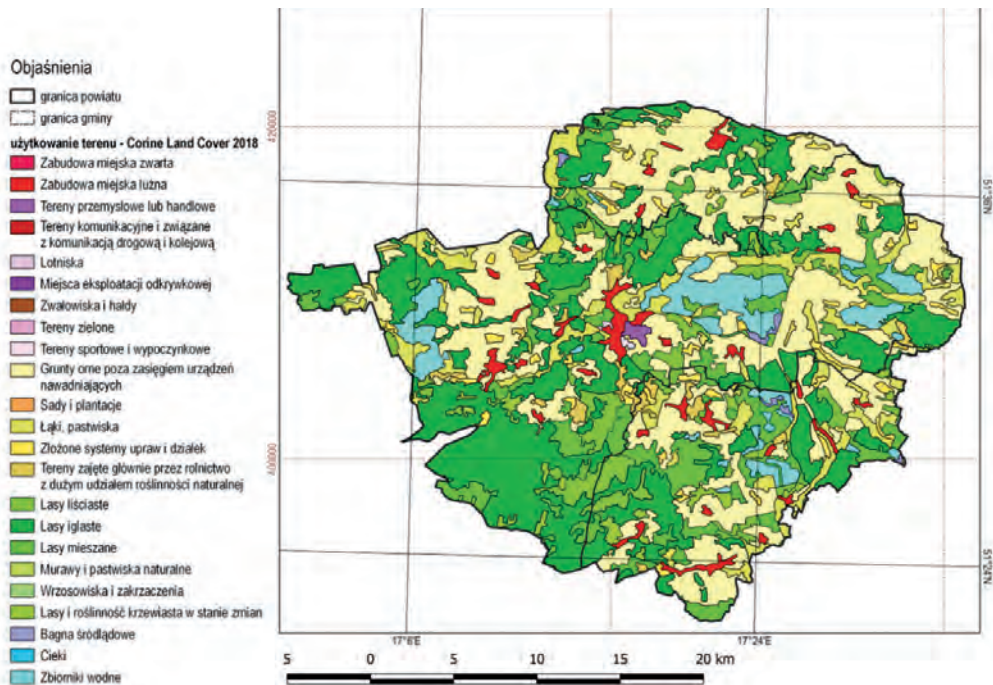 Objaśnienia
granica powiatu
granica gminy
użytkowanie terenu - Corine Land Cover 2018
Zabudowa miejska zwarta
Zabudowa miejska luźna
Tereny przemysłowe lub handlowe
Tereny komunikacyjne i związane
z komunikacją drogową i kolejową
Lotniska
Miejsca eksploatacji odkrywkowej
Zwałowiska i hałdy
Tereny zielone
Tereny sportowe i wypoczynkowe
Grunty orne poza zasięgiem urządzeń
nawadniających
Sady i plantacje
Łąki, pastwiska
Złożone systemy upraw i działek
Tereny zajęte głównie przez rolnictwo
z dużym udziałem roślinności naturalnej
Lasy liściaste
Lasy iglaste
Lasy mieszane
Murawy i pastwiska naturalne
Wrzosowiska i zakrzaczenia
Lasy i roślinność krzewiasta w stanie zmian
Bagna śródlądowe
Cieki
Zbiorniki wodne
420000
400000
51°36'N
51°24'N
17°6'E
17°24'E
5 0 5 10 15 20 km